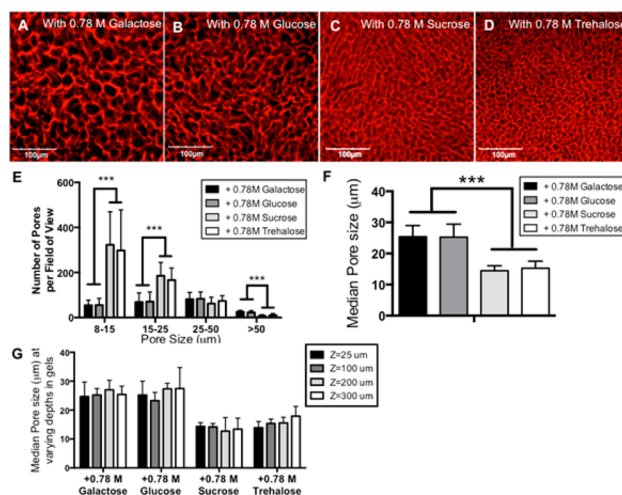 A With 0.78 M Galactose
B With 0.78 M Glucose
C With 0.78 M Sucrose
D With 0.78 M Trehalose
100µm
100µm
100µm
100µm
E
Number of Pores
per Field of View
600
400
200
0
***
***
***
+ 0.78M Galactose
+ 0.78M Glucose
+ 0.78M Sucrose
+ 0.78M Trehalose
8-15
15-25
25-50
>50
Pore Size (µm)
F
Median Pore size (µm)
40
30
20
10
0
***
+ 0.78M Galactose
+ 0.78M Glucose
+ 0.78M Sucrose
+ 0.78M Trehalose
G
Median Pore size (µm) at
varying depths in gels
40
30
20
10
0
Z=25 um
Z=100 um
Z=200 um
Z=300 um
+0.78 M
Galactose
+0.78 M
Glucose
+0.78 M
Sucrose
+0.78 M
Trehalose